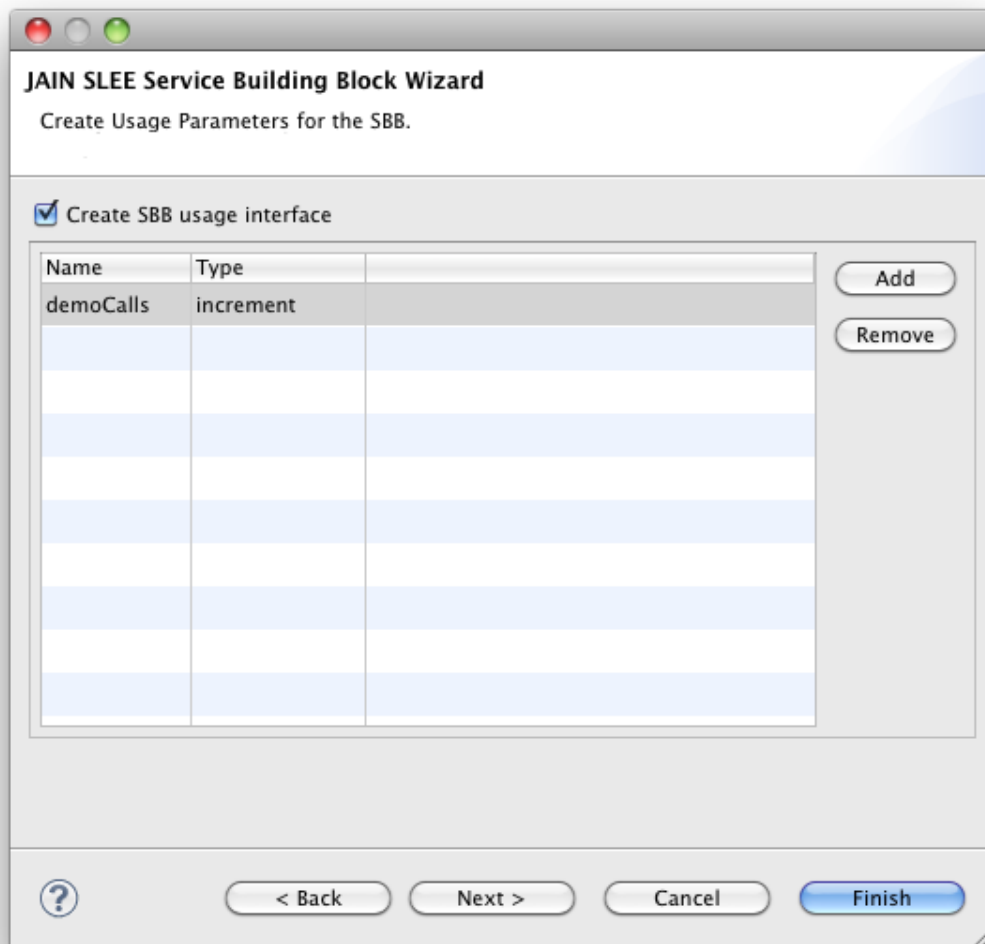 JAIN SLEE Service Building Block Wizard
Create Usage Parameters for the SBB.
Create SBB usage interface
Name Type
Add
demoCalls increment
Remove
?
< Back Next > Cancel Finish